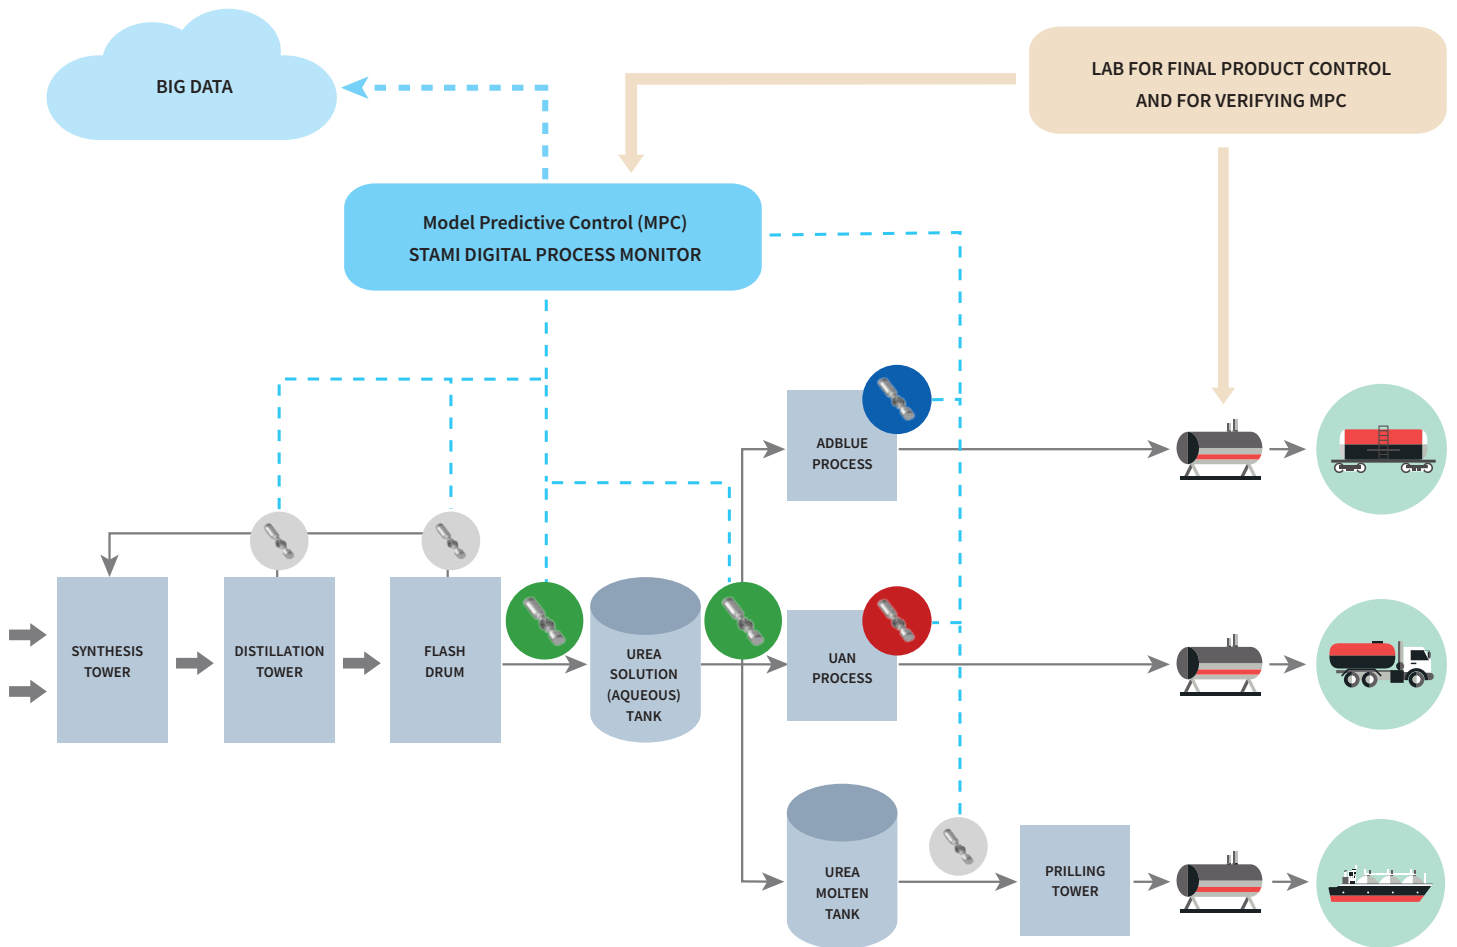 BIG DATA
LAB FOR FINAL PRODUCT CONTROL
AND FOR VERIFYING MPC
Model Predictive Control (MPC)
STAMI DIGITAL PROCESS MONITOR
ADBLUE
PROCESS
SYNTHESIS
TOWER
DISTILLATION
TOWER
FLASH
DRUM
UREA
SOLUTION
(AQUEOUS)
TANK
UAN
PROCESS
UREA
MOLTEN
TANK
PRILLING
TOWER